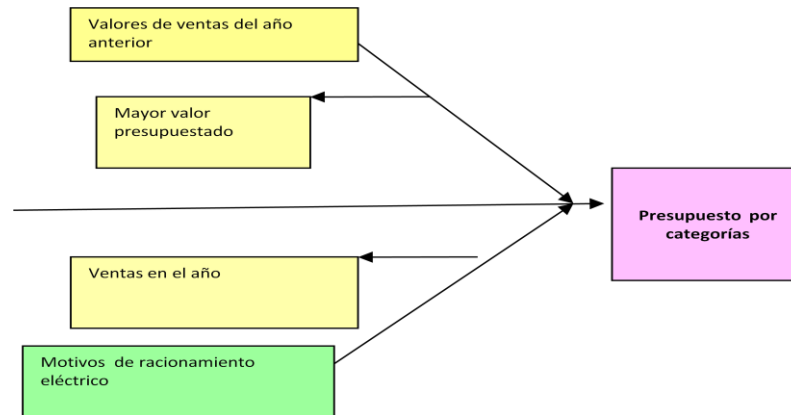 Valores de ventas del año
anterior
Mayor valor
presupuestado
Presupuesto por
categorías
Ventas en el año
Motivos de racionamiento
eléctrico